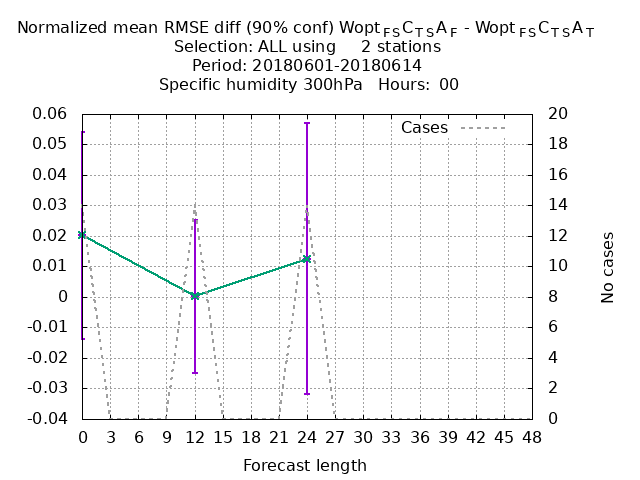 Normalized mean RMSE diff (90% conf) Wopt FS C TS A F - Wopt FS C TS A T
Selection: ALL using 2 stations
Period: 20180601-20180614
Specific humidity 300hPa Hours: 00
Cases
0.06
0.05
0.04
0.03
0.02
0.01
0
-0.01
-0.02
-0.03
-0.04
20
18
16
14
12
10
8
6
4
2
0
No cases
0 3 6 9 12 15 18 21 24 27 30 33 36 39 42 45 48
Forecast length